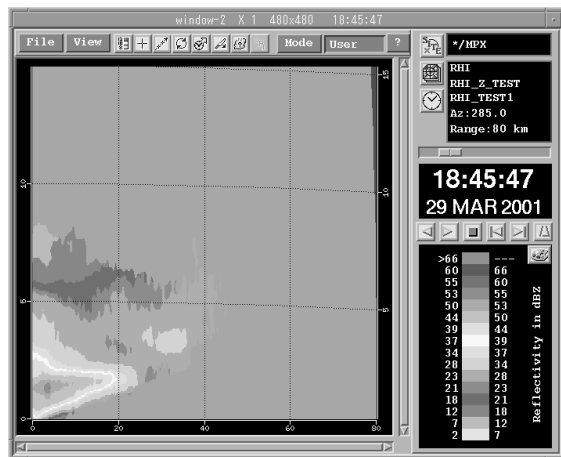 window-2 X 1 480x480 18:45:47
File View Mode User ?
SITE */MPX
RHI
RHI_Z_TEST
RHI_TEST1
Az:285.0
Range:80 km
18:45:47
29 MAR 2001
>66 ---
60 66
55 60
53 55
50 53
44 50
39 44
37 39
34 37
28 34
23 28
21 23
18 21
12 18
7 12
2 7
Reflectivity in dBZ
15
10 10
5 5
0
0 20 40 60 80